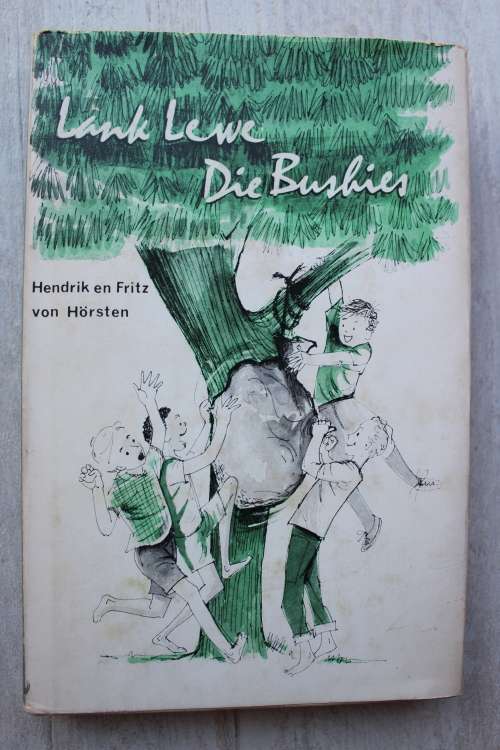 Lank Lewe
Die Bushies
Hendrik en Fritz
von Hörsten